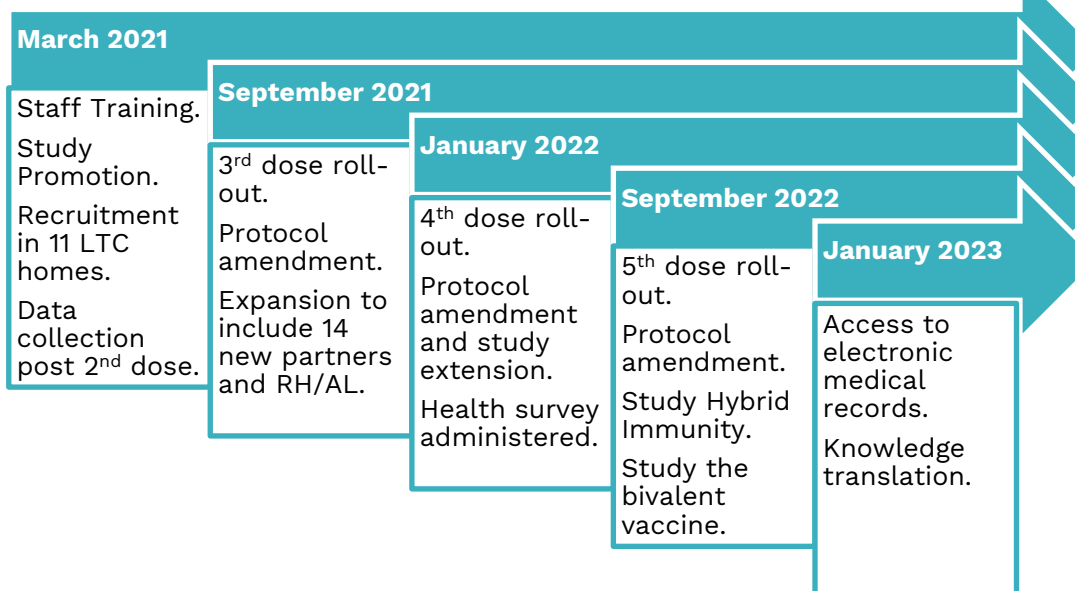 March 2021
Staff Training.
Study
Promotion.
Recruitment
in 11 LTC
homes.
Data
collection
post 2nd dose.
September 2021
3rd dose roll-
out.
Protocol
amendment.
Expansion to
include 14
new partners
and RH/AL.
January 2022
4th dose roll-
out.
Protocol
amendment
and study
extension.
Health survey
administered.
September 2022
5th dose roll-
out.
Protocol
amendment.
Study Hybrid
Immunity.
Study the
bivalent
vaccine.
January 2023
Access to
electronic
medical
records.
Knowledge
translation.